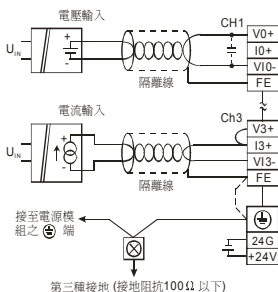 電壓輸入
CH1
U IN
+
-
隔離線
V0+
I0+
VI0-
FE
電流輸入
Ch3
U IN
+
-
隔離線
V3+
I3+
VI3-
FE
接至電源模
組之 端
24G
+24V
第三種接地 (接地阻抗100Ω 以下)